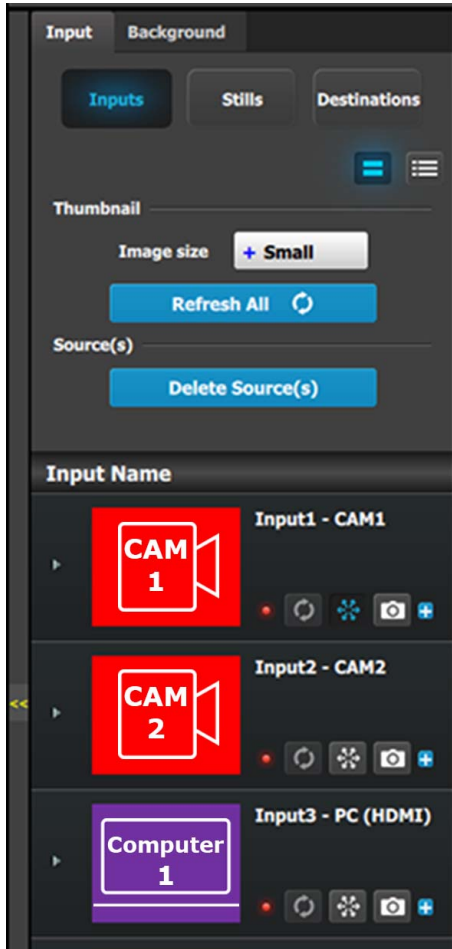 Input Background
Inputs Stills Destinations
Thumbnail
Image size + Small
Refresh All
Source(s)
Delete Source(s)
Input Name
Input1 - CAM1
CAM
1
<<
Input2 - CAM2
CAM
2
Input3 - PC (HDMI)
Computer
1